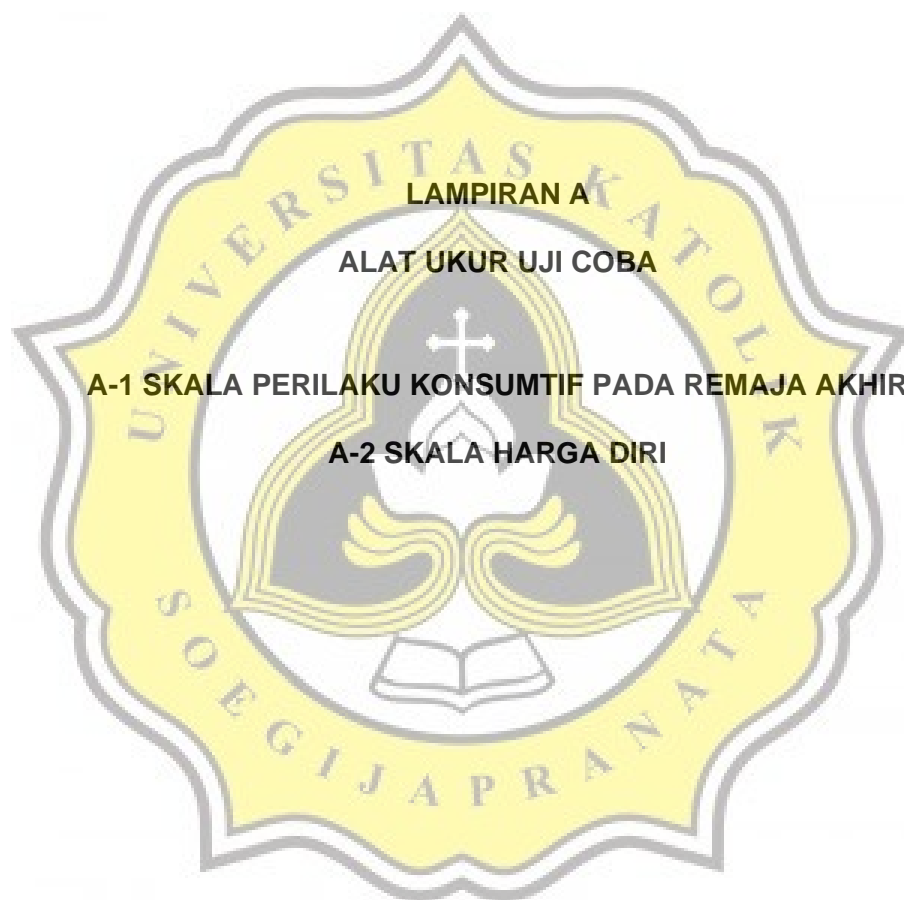 LAMPIRAN A
ALAT UKUR UJI COBA
A-1 SKALA PERILAKU KONSUMTIF PADA REMAJA AKHIR
A-2 SKALA HARGA DIRI
UNIVERSITAS KATOLIK
SOEGIJAPRANATA